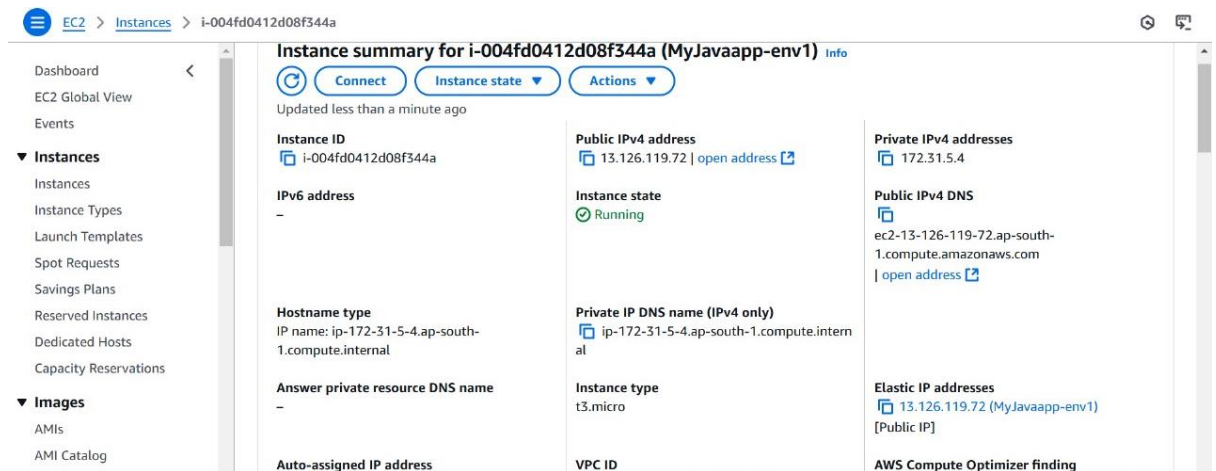 EC2 > Instances > i-004fd0412d08f344a
Dashboard
EC2 Global View
Events
Instances
Instances
Instance Types
Launch Templates
Spot Requests
Savings Plans
Reserved Instances
Dedicated Hosts
Capacity Reservations
Images
AMIs
AMI Catalog
Instance summary for i-004fd0412d08f344a (MyJavaapp-env1) Info
Connect
Instance state
Actions
Updated less than a minute ago
Instance ID
i-004fd0412d08f344a
Public IPv4 address
13.126.119.72 | open address
Private IPv4 addresses
172.31.5.4
IPv6 address
–
Instance state
Running
Public IPv4 DNS
ec2-13-126-119-72.ap-south-
1.compute.amazonaws.com
| open address
Hostname type
IP name: ip-172-31-5-4.ap-south-
1.compute.internal
Private IP DNS name (IPv4 only)
ip-172-31-5-4.ap-south-1.compute.intern
al
Answer private resource DNS name
–
Instance type
t3.micro
Elastic IP addresses
13.126.119.72 (MyJavaapp-env1)
[Public IP]
Auto-assigned IP address
VPC ID
AWS Compute Optimizer finding